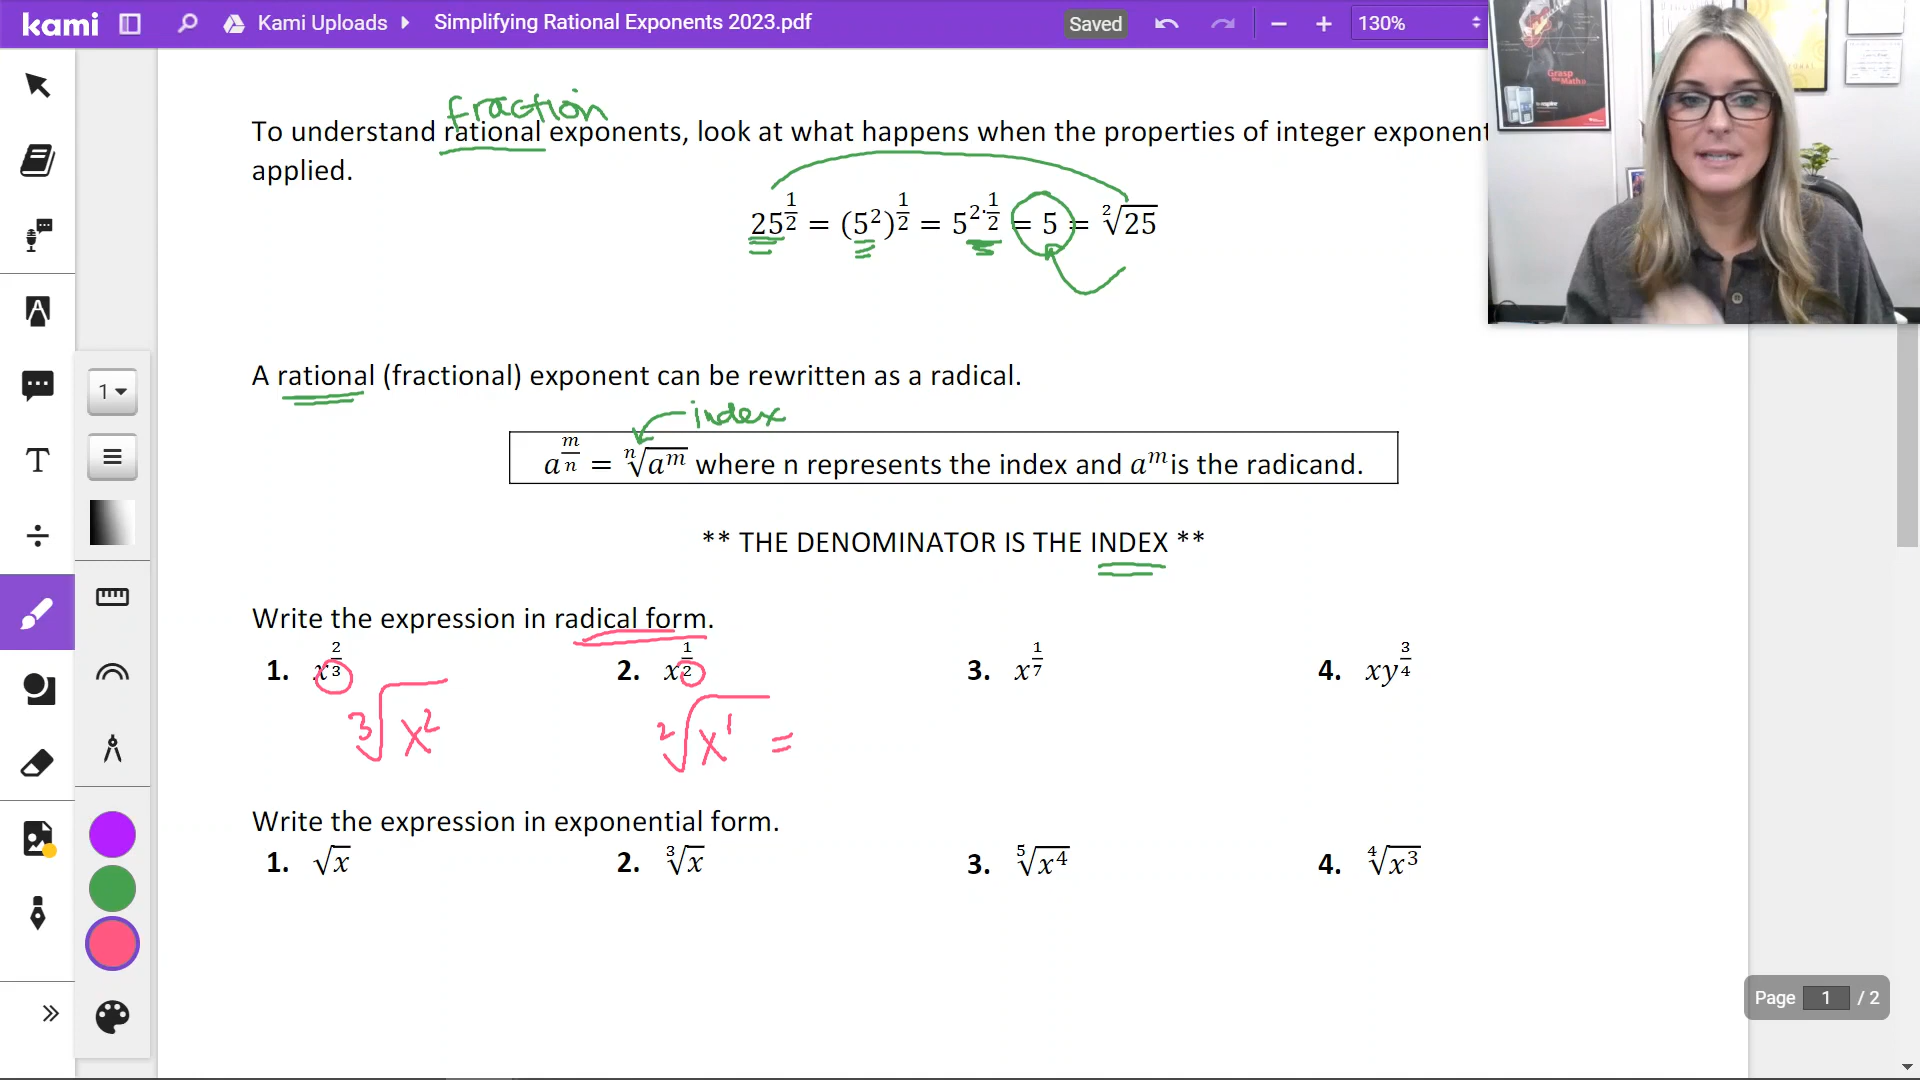 kami Kami Uploads Simplifying Rational Exponents 2023.pdf Saved 130%
Grasp the Math
fraction
To understand rational exponents, look at what happens when the properties of integer exponent
applied.
25^{1/2} = (5^2)^{1/2} = 5^{2·1/2} = 5 = ²√25
A rational (fractional) exponent can be rewritten as a radical.
index
a^{m/n} = ⁿ√a^m where n represents the index and a^m is the radicand.
** THE DENOMINATOR IS THE INDEX **
Write the expression in radical form.
1. x^{2/3} 2. x^{1/2} 3. x^{1/7} 4. xy^{3/4}
³√x² ²√x¹ =
Write the expression in exponential form.
1. √x 2. ³√x 3. ⁵√x⁴ 4. ⁴√x³
1
T
Page 1 / 2